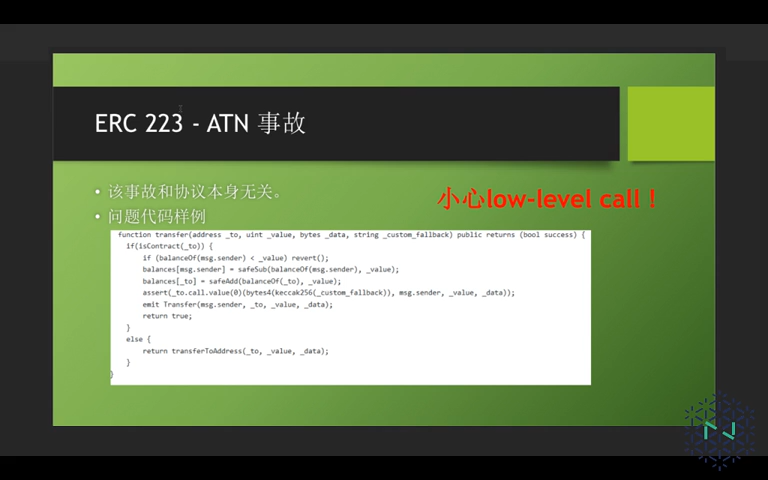 ERC 223 - ATN 事故
• 该事故和协议本身无关。
小心low-level call！
• 问题代码样例
function transfer(address _to, uint _value, bytes _data, string _custom_fallback) public returns (bool success) {
if(isContract(_to)) {
if (balanceOf(msg.sender) < _value) revert();
balances[msg.sender] = safeSub(balanceOf(msg.sender), _value);
balances[_to] = safeAdd(balanceOf(_to), _value);
assert(_to.call.value(0)(bytes4(keccak256(_custom_fallback)), msg.sender, _value, _data));
emit Transfer(msg.sender, _to, _value, _data);
return true;
}
else {
return transferToAddress(_to, _value, _data);
}
}